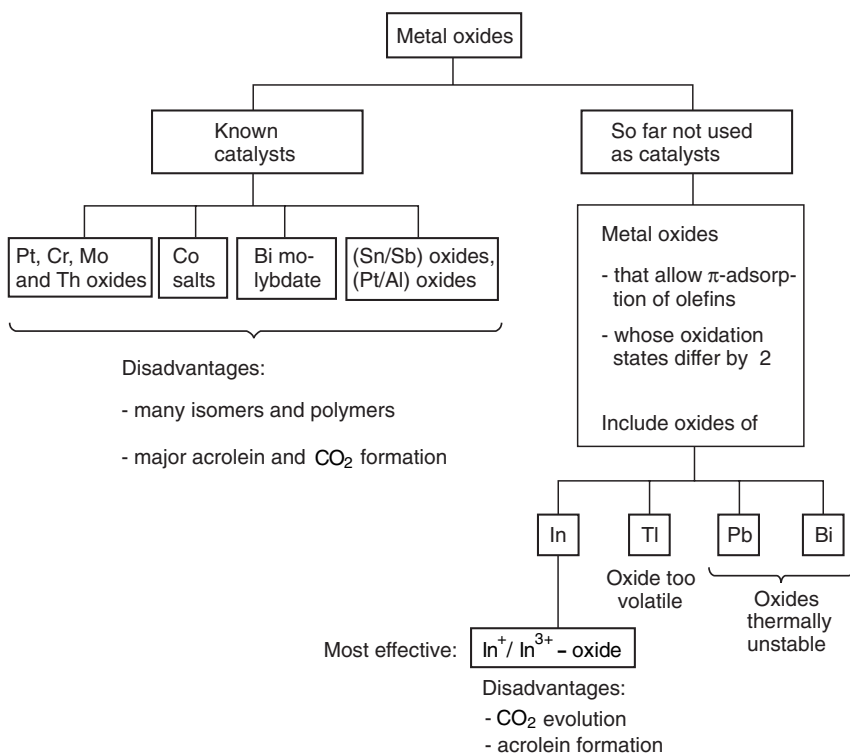 Metal oxides
Known
catalysts
So far not used
as catalysts
Pt, Cr, Mo
and Th oxides
Co
salts
Bi mo-
lybdate
(Sn/Sb) oxides,
(Pt/Al) oxides
Disadvantages:
- many isomers and polymers
- major acrolein and CO₂ formation
Metal oxides
- that allow π-adsorp-
tion of olefins
- whose oxidation
states differ by 2
Include oxides of
In
Tl
Pb
Bi
Oxide too
volatile
Oxides
thermally
unstable
Most effective:
In⁺/ In³⁺ – oxide
Disadvantages:
- CO₂ evolution
- acrolein formation